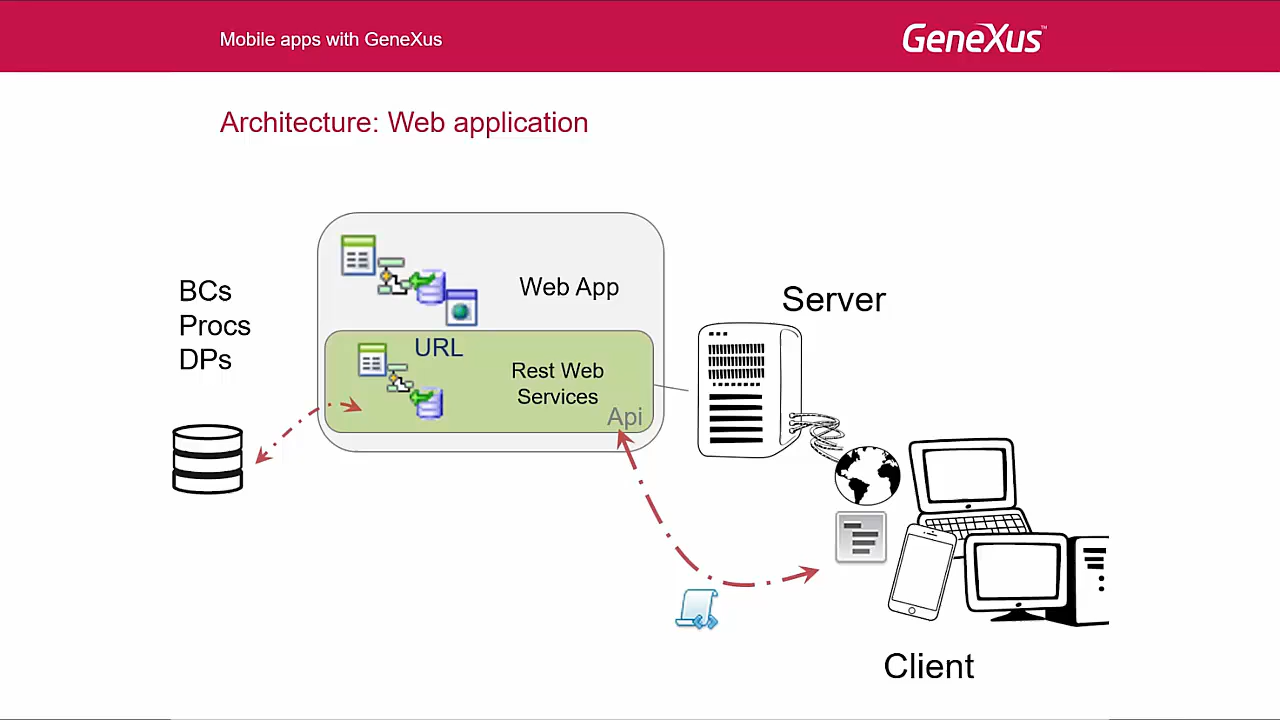 Mobile apps with GeneXus
GeneXus™
Architecture: Web application
BCs
Procs
DPs
Web App
URL
Rest Web
Services
Api
Server
Client